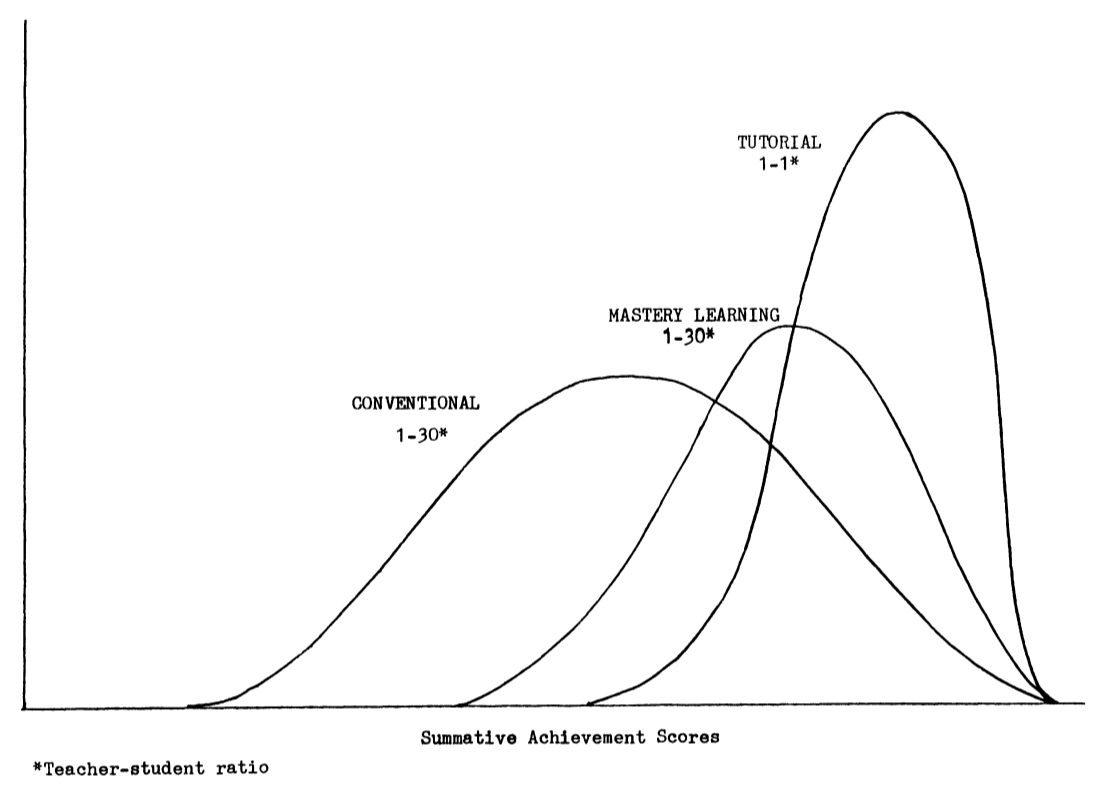 TUTORIAL
1-1*
MASTERY LEARNING
1-30*
CONVENTIONAL
1-30*
Summative Achievement Scores
*Teacher-student ratio